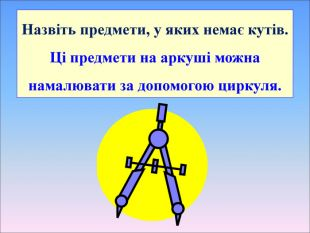 Назвіть предмети, у яких немає кутів.
Ці предмети на аркуші можна
намалювати за допомогою циркуля.